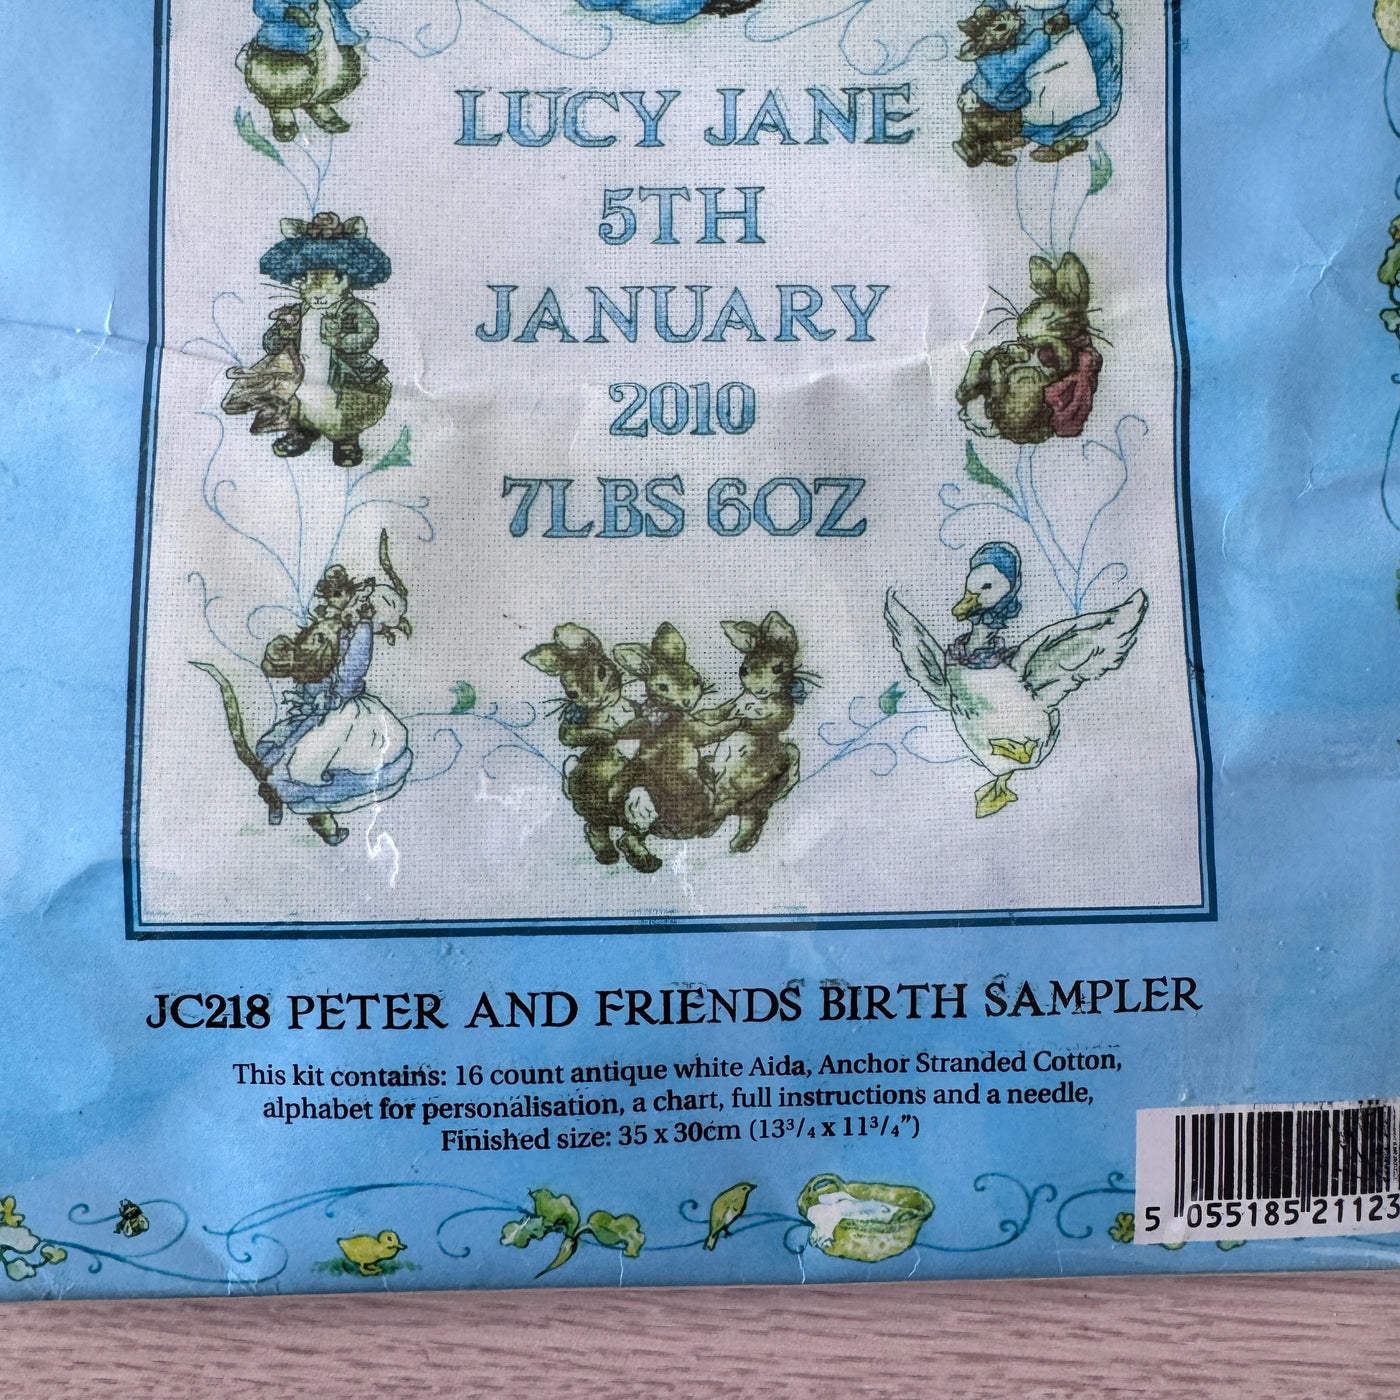 LUCY JANE
5TH
JANUARY
2010
7LBS 6OZ
JC218 PETER AND FRIENDS BIRTH SAMPLER
This kit contains: 16 count antique white Aida, Anchor Stranded Cotton,
alphabet for personalisation, a chart, full instructions and a needle,
Finished size: 35 x 30cm (13³/₄ x 11³/₄”)
5 055185 21123